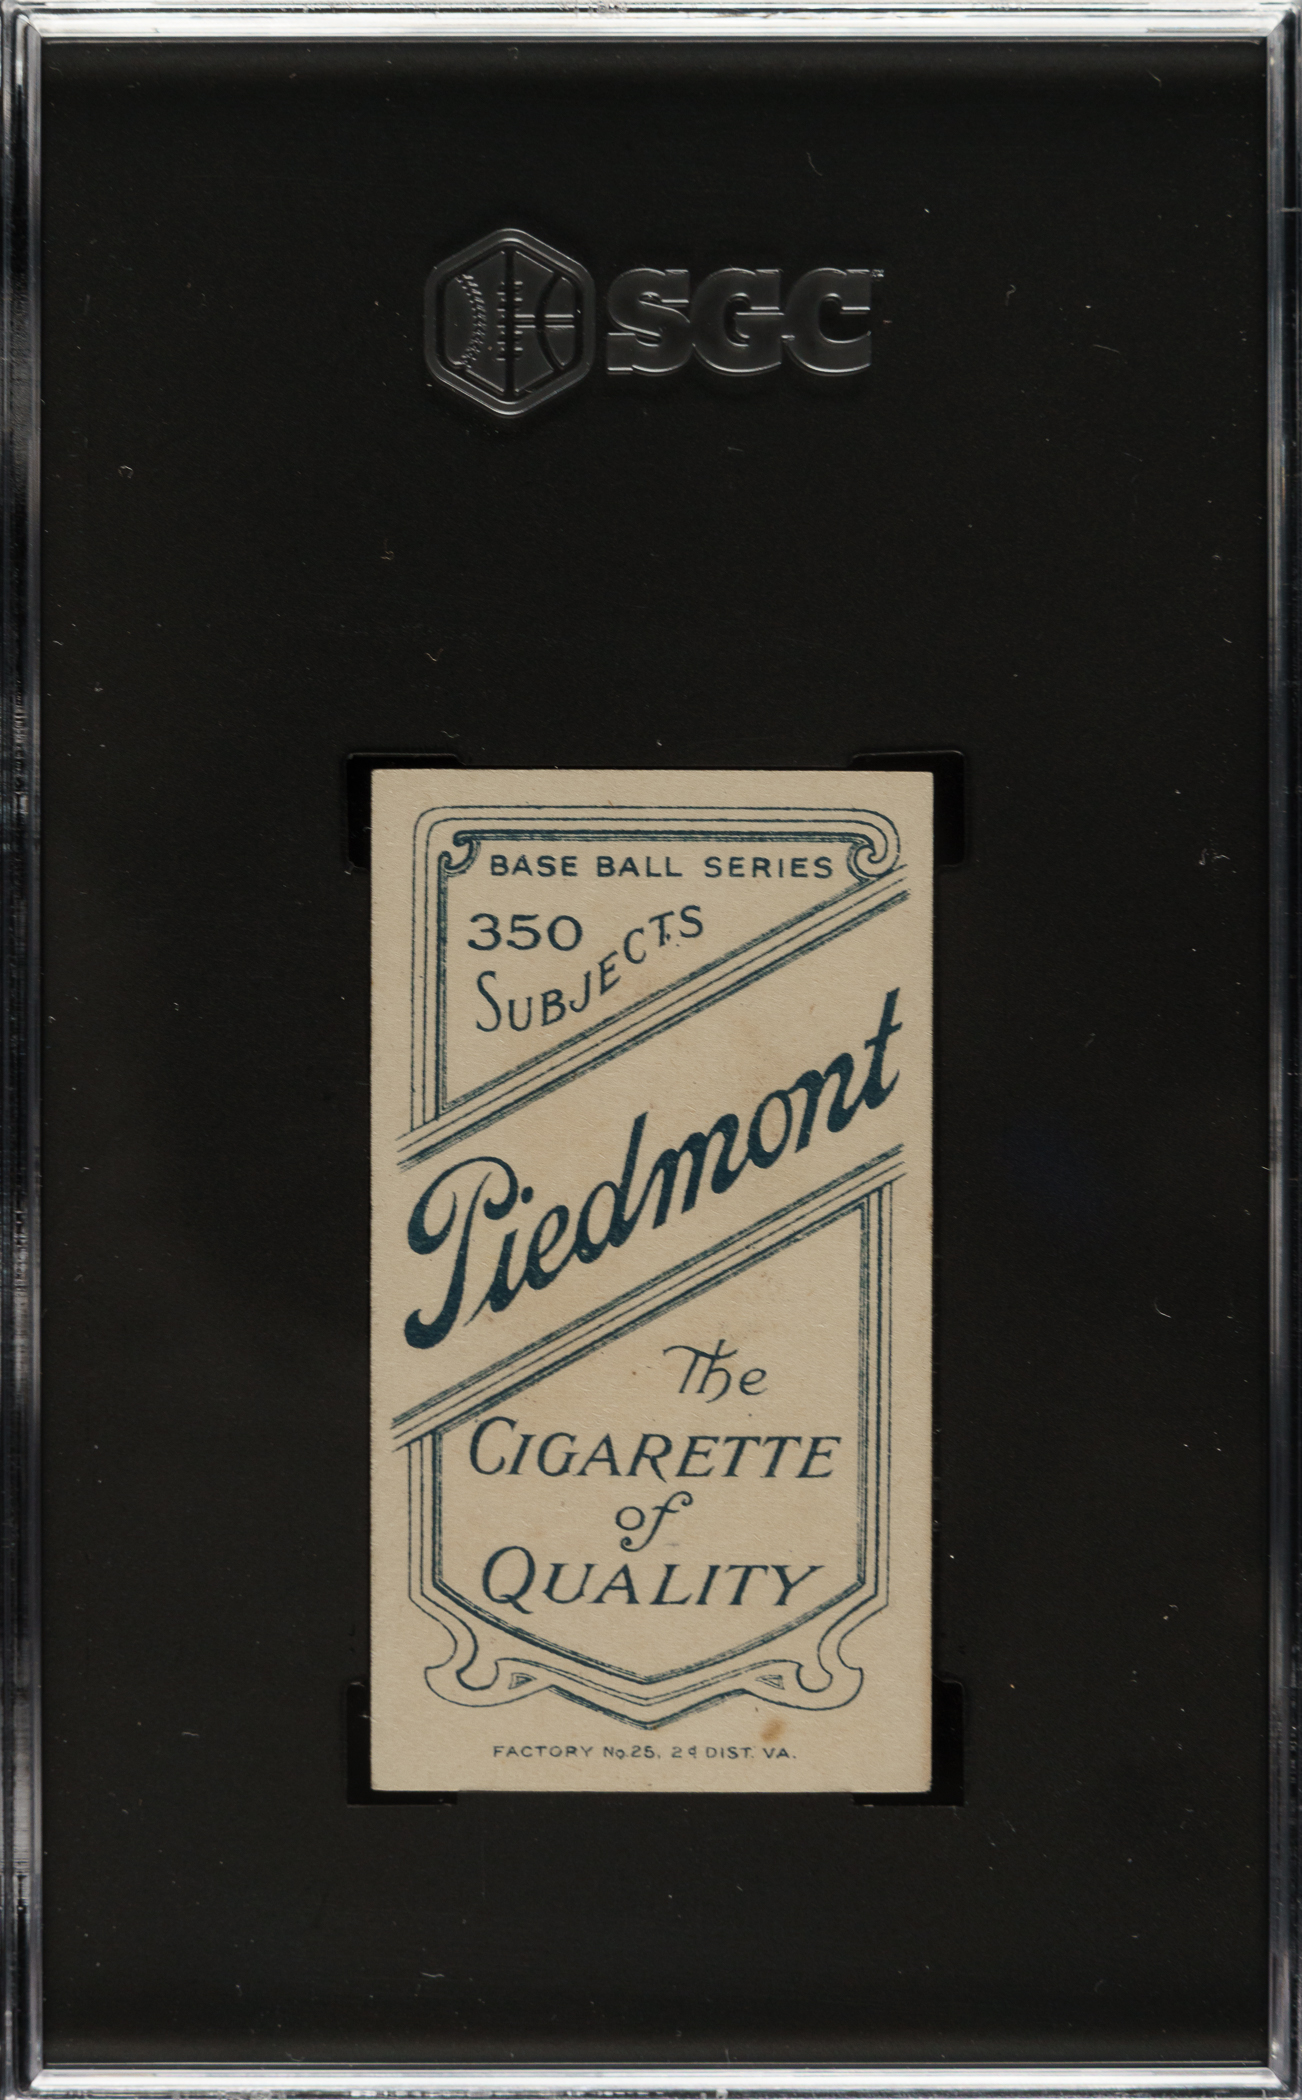 SGC
BASE BALL SERIES
350
SUBJECTS
Piedmont
The
CIGARETTE
of
QUALITY
FACTORY No. 25, 2d DIST. VA.